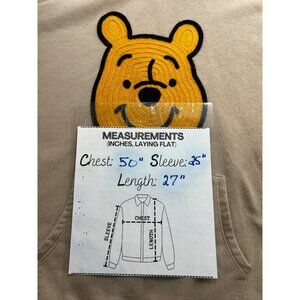 MEASUREMENTS
(INCHES, LAYING FLAT)
Chest: 50" Sleeve: 25"
Length: 27"
CHEST
SLEEVE
LENGTH